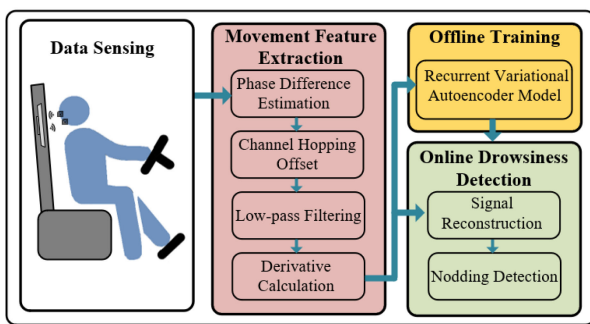 Data Sensing
Movement Feature
Extraction
Phase Difference
Estimation
Channel Hopping
Offset
Low-pass Filtering
Derivative
Calculation
Offline Training
Recurrent Variational
Autoencoder Model
Online Drowsiness
Detection
Signal
Reconstruction
Nodding Detection